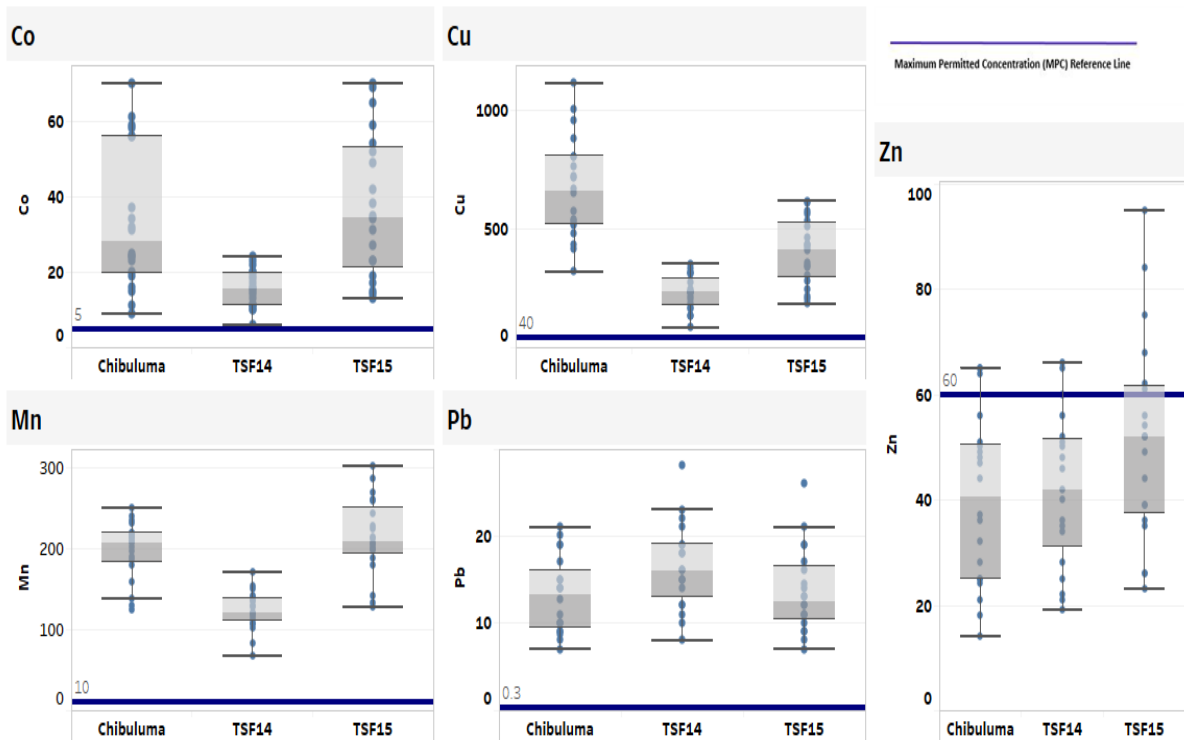 Co
Co
60
40
20
0
5
Chibuluma TSF14 TSF15
Cu
Cu
1000
500
0
40
Chibuluma TSF14 TSF15
Maximum Permitted Concentration (MPC) Reference Line
Zn
Zn
100
80
60
40
20
0
60
Chibuluma TSF14 TSF15
Mn
Mn
300
200
100
0
10
Chibuluma TSF14 TSF15
Pb
Pb
20
10
0
0.3
Chibuluma TSF14 TSF15